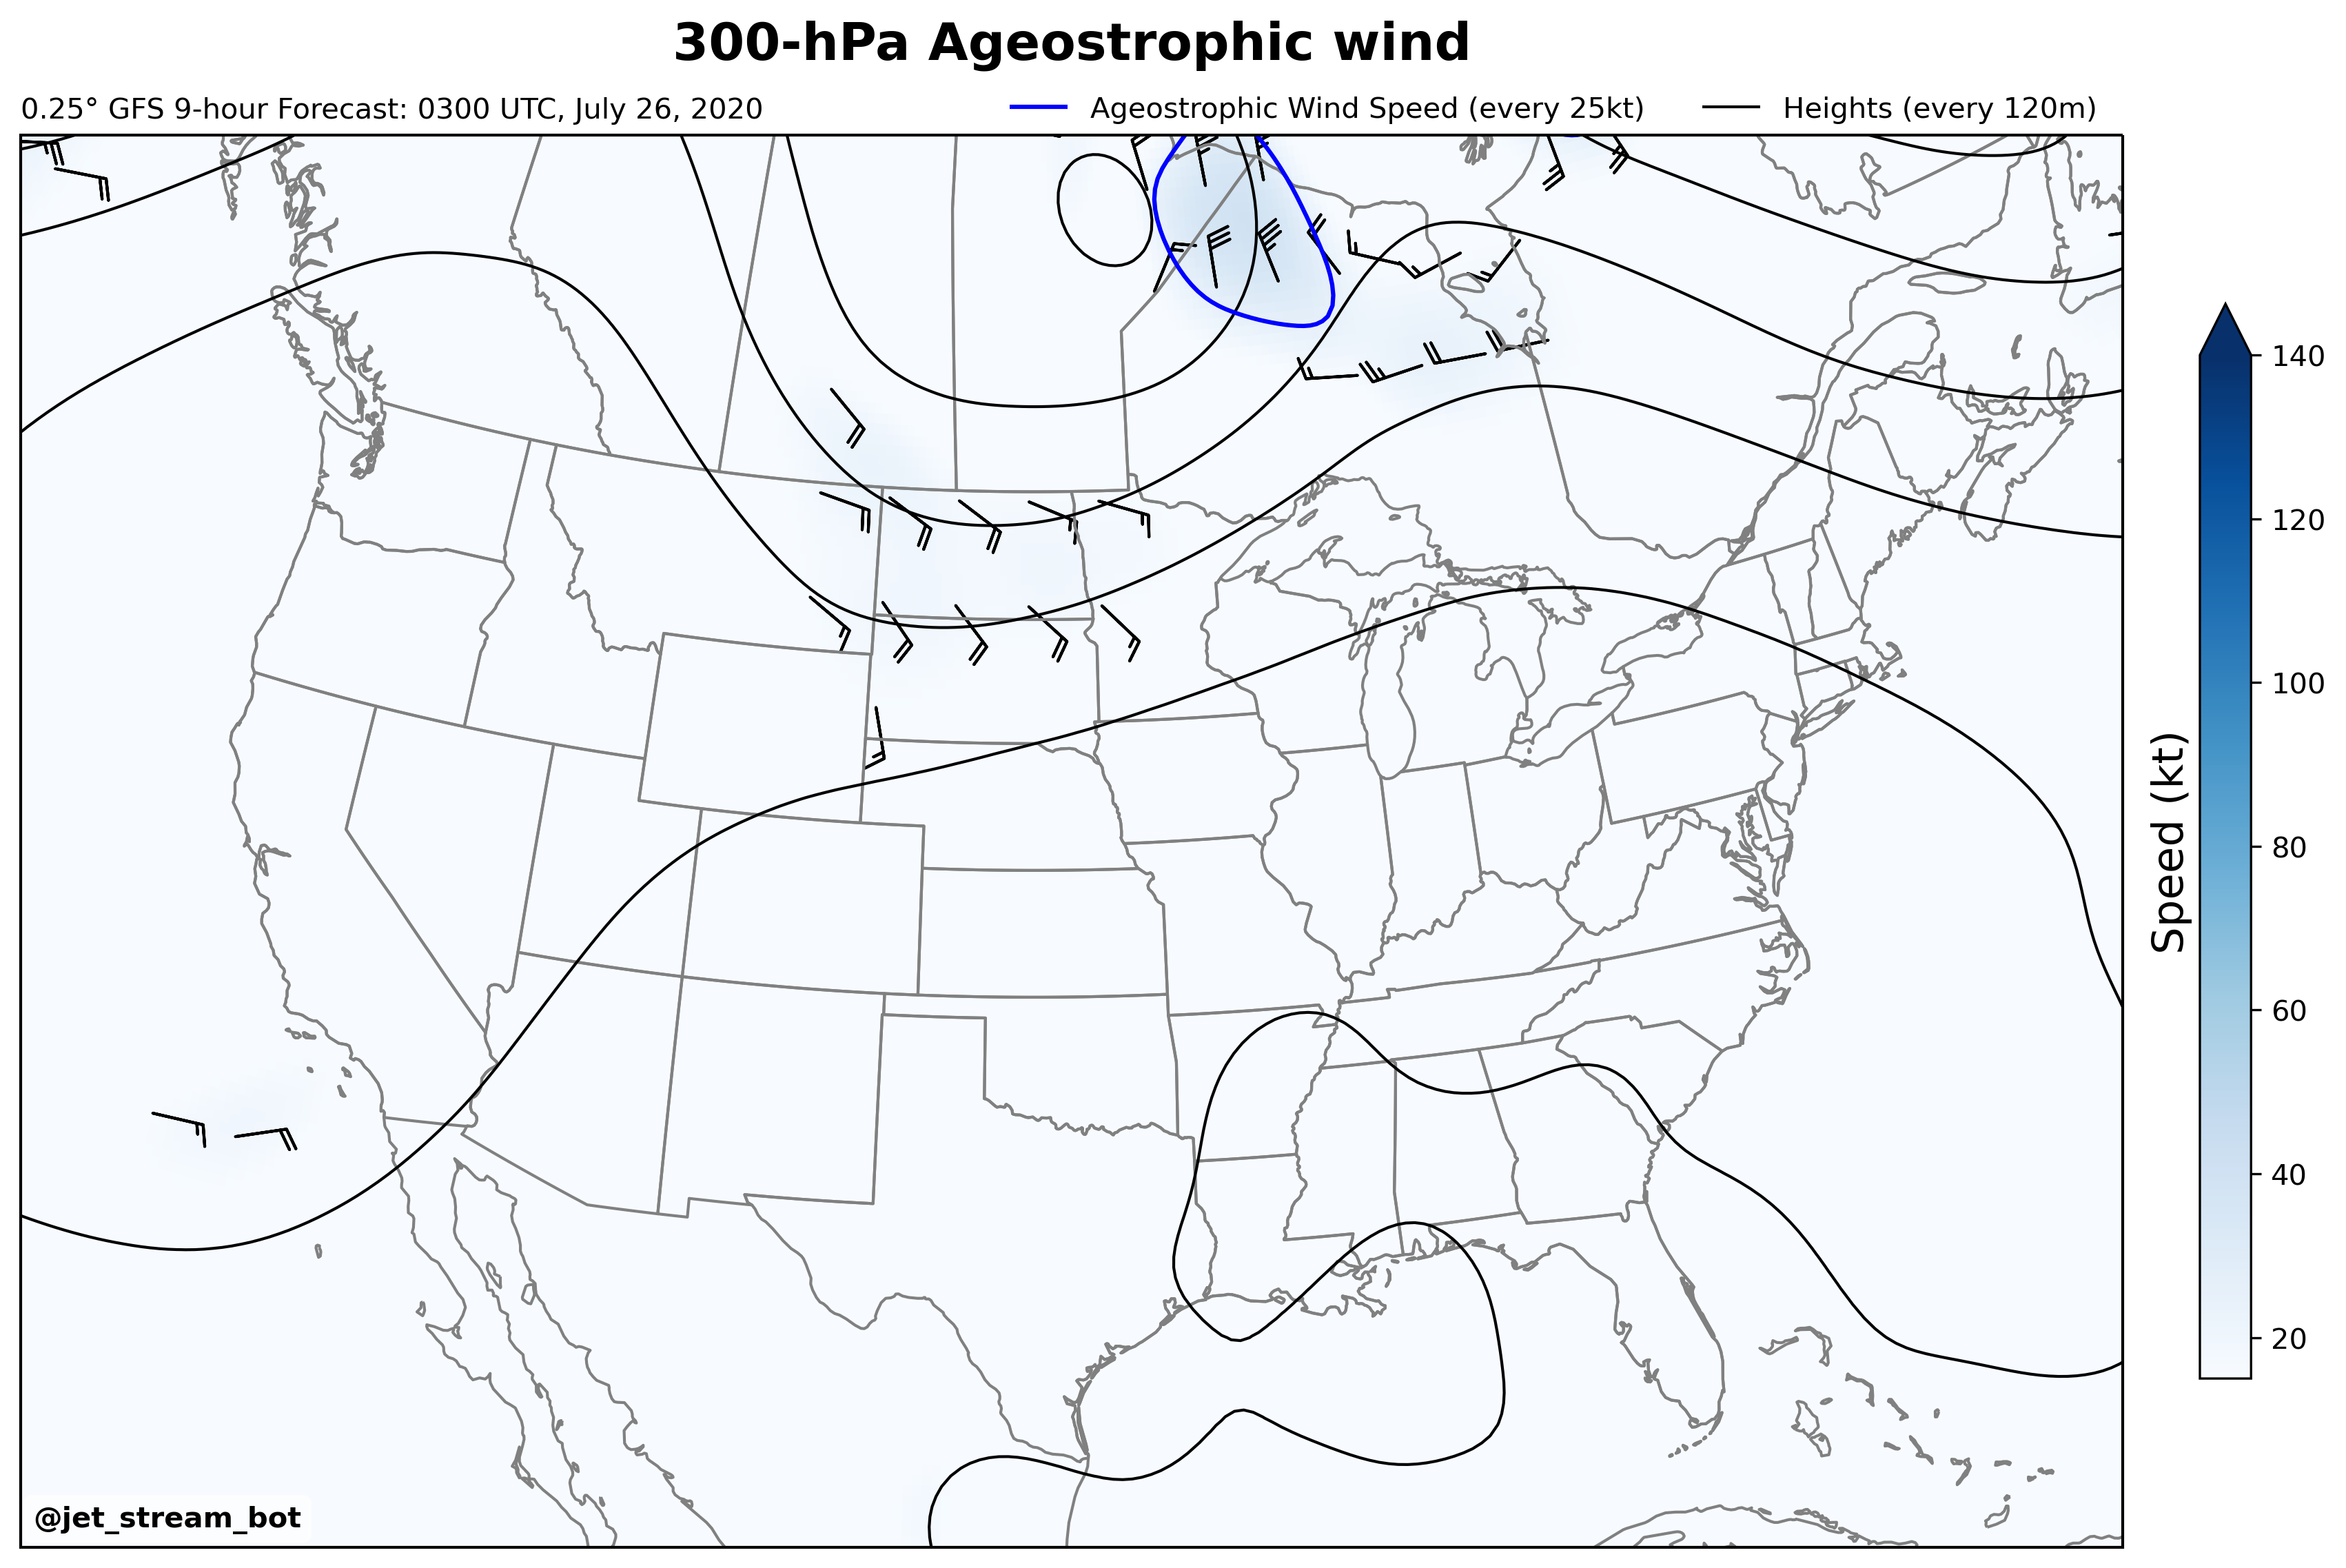 300-hPa Ageostrophic wind
0.25° GFS 9-hour Forecast: 0300 UTC, July 26, 2020
Ageostrophic Wind Speed (every 25kt)
Heights (every 120m)
140
120
100
80
60
40
20
Speed (kt)
@jet_stream_bot